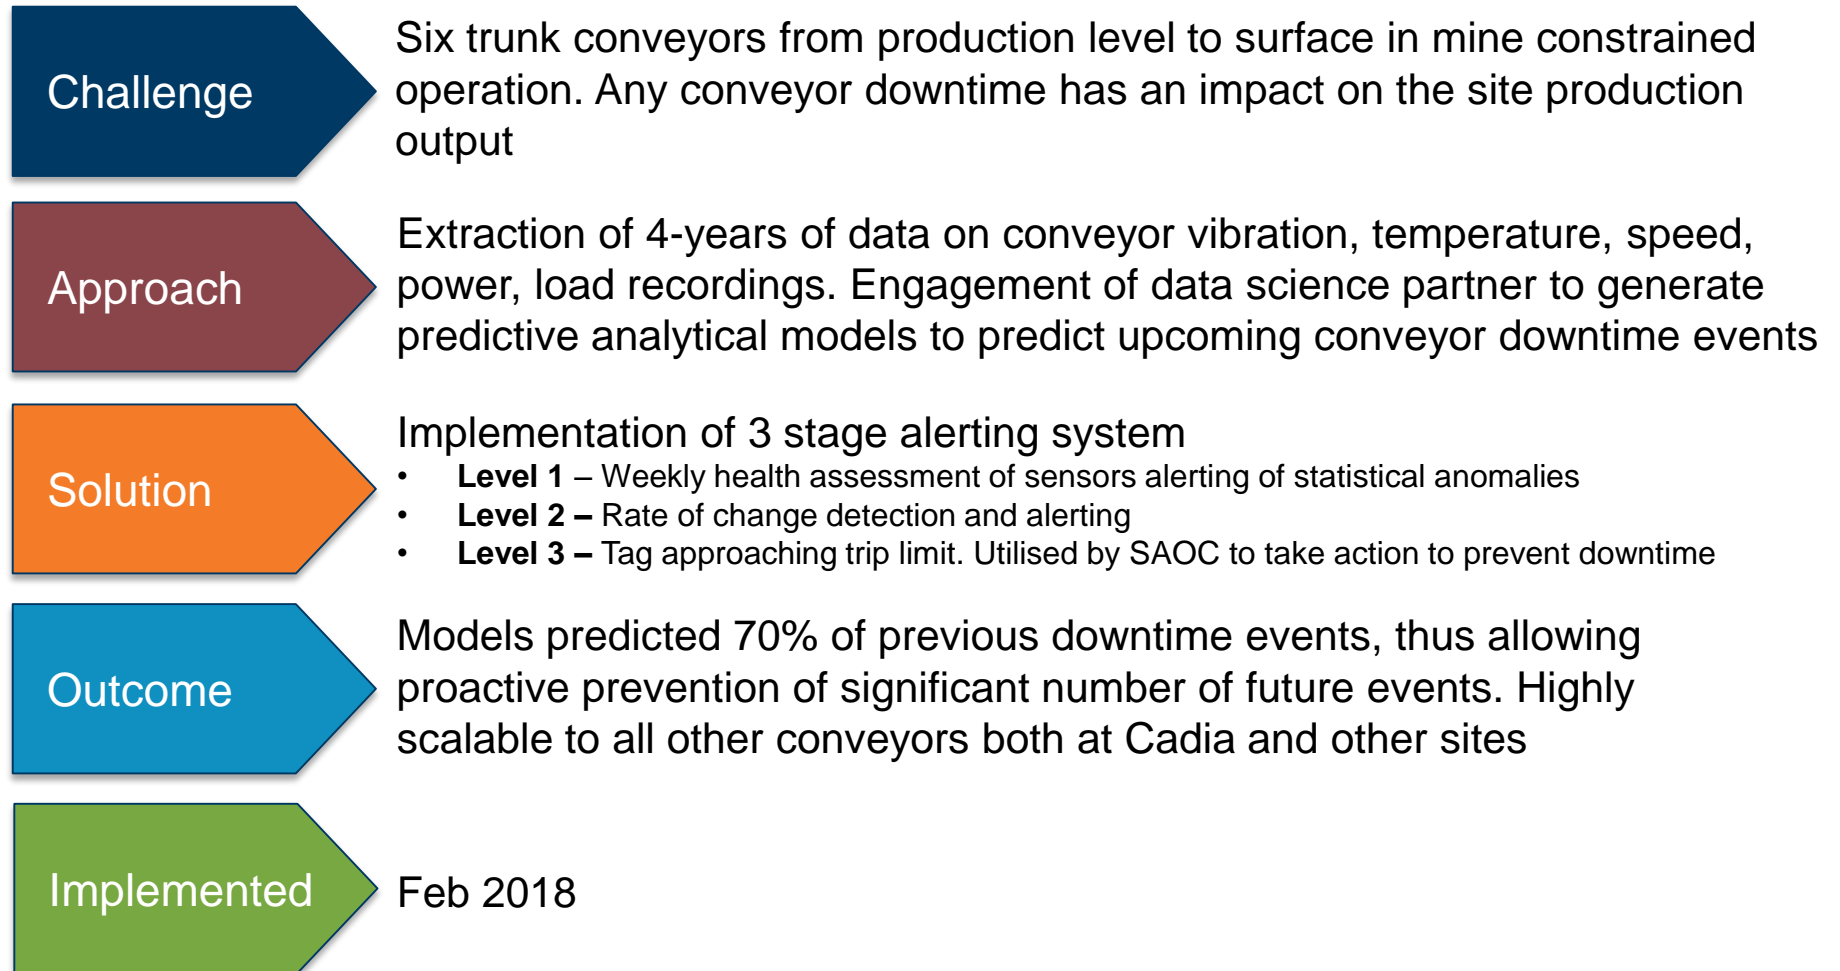 Challenge
Six trunk conveyors from production level to surface in mine constrained
operation. Any conveyor downtime has an impact on the site production
output
Approach
Extraction of 4-years of data on conveyor vibration, temperature, speed,
power, load recordings. Engagement of data science partner to generate
predictive analytical models to predict upcoming conveyor downtime events
Solution
Implementation of 3 stage alerting system
• Level 1 – Weekly health assessment of sensors alerting of statistical anomalies
• Level 2 – Rate of change detection and alerting
• Level 3 – Tag approaching trip limit. Utilised by SAOC to take action to prevent downtime
Outcome
Models predicted 70% of previous downtime events, thus allowing
proactive prevention of significant number of future events. Highly
scalable to all other conveyors both at Cadia and other sites
Implemented
Feb 2018